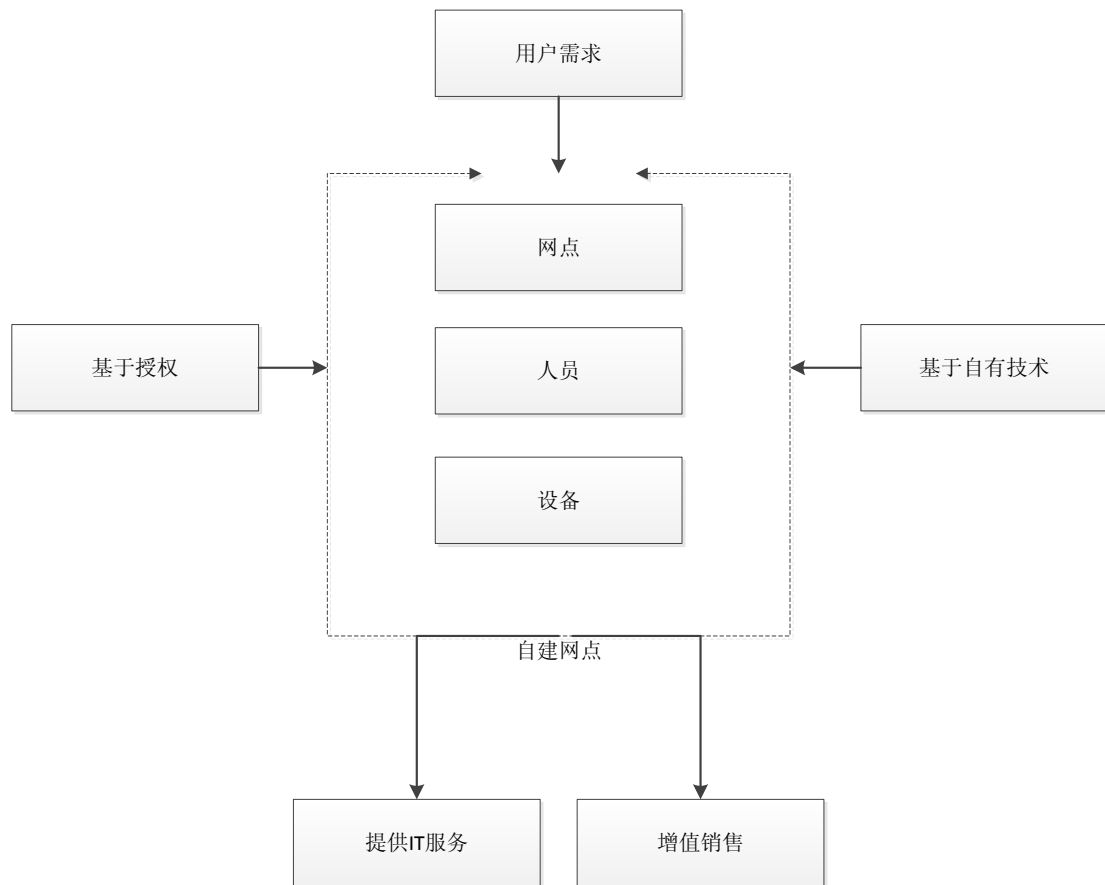 用户需求
网点
基于授权
人员
基于自有技术
设备
自建网点
提供IT服务
增值销售